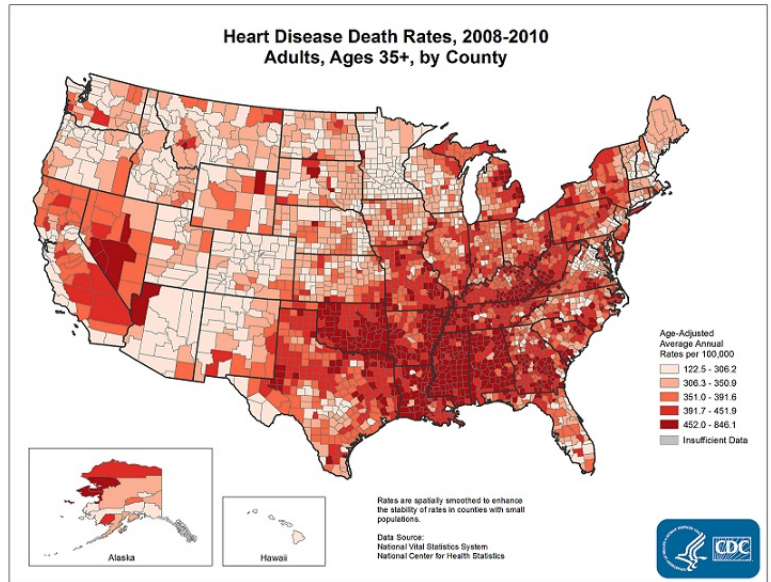 Heart Disease Death Rates, 2008-2010
Adults, Ages 35+, by County
Age-Adjusted
Average Annual
Rates per 100,000
122.5 - 306.2
306.3 - 350.9
351.0 - 391.6
391.7 - 451.9
452.0 - 846.1
Insufficient Data
Alaska
Hawaii
Rates are spatially smoothed to enhance
the stability of rates in counties with small
populations.
Data Source:
National Vital Statistics System
National Center for Health Statistics
CDC